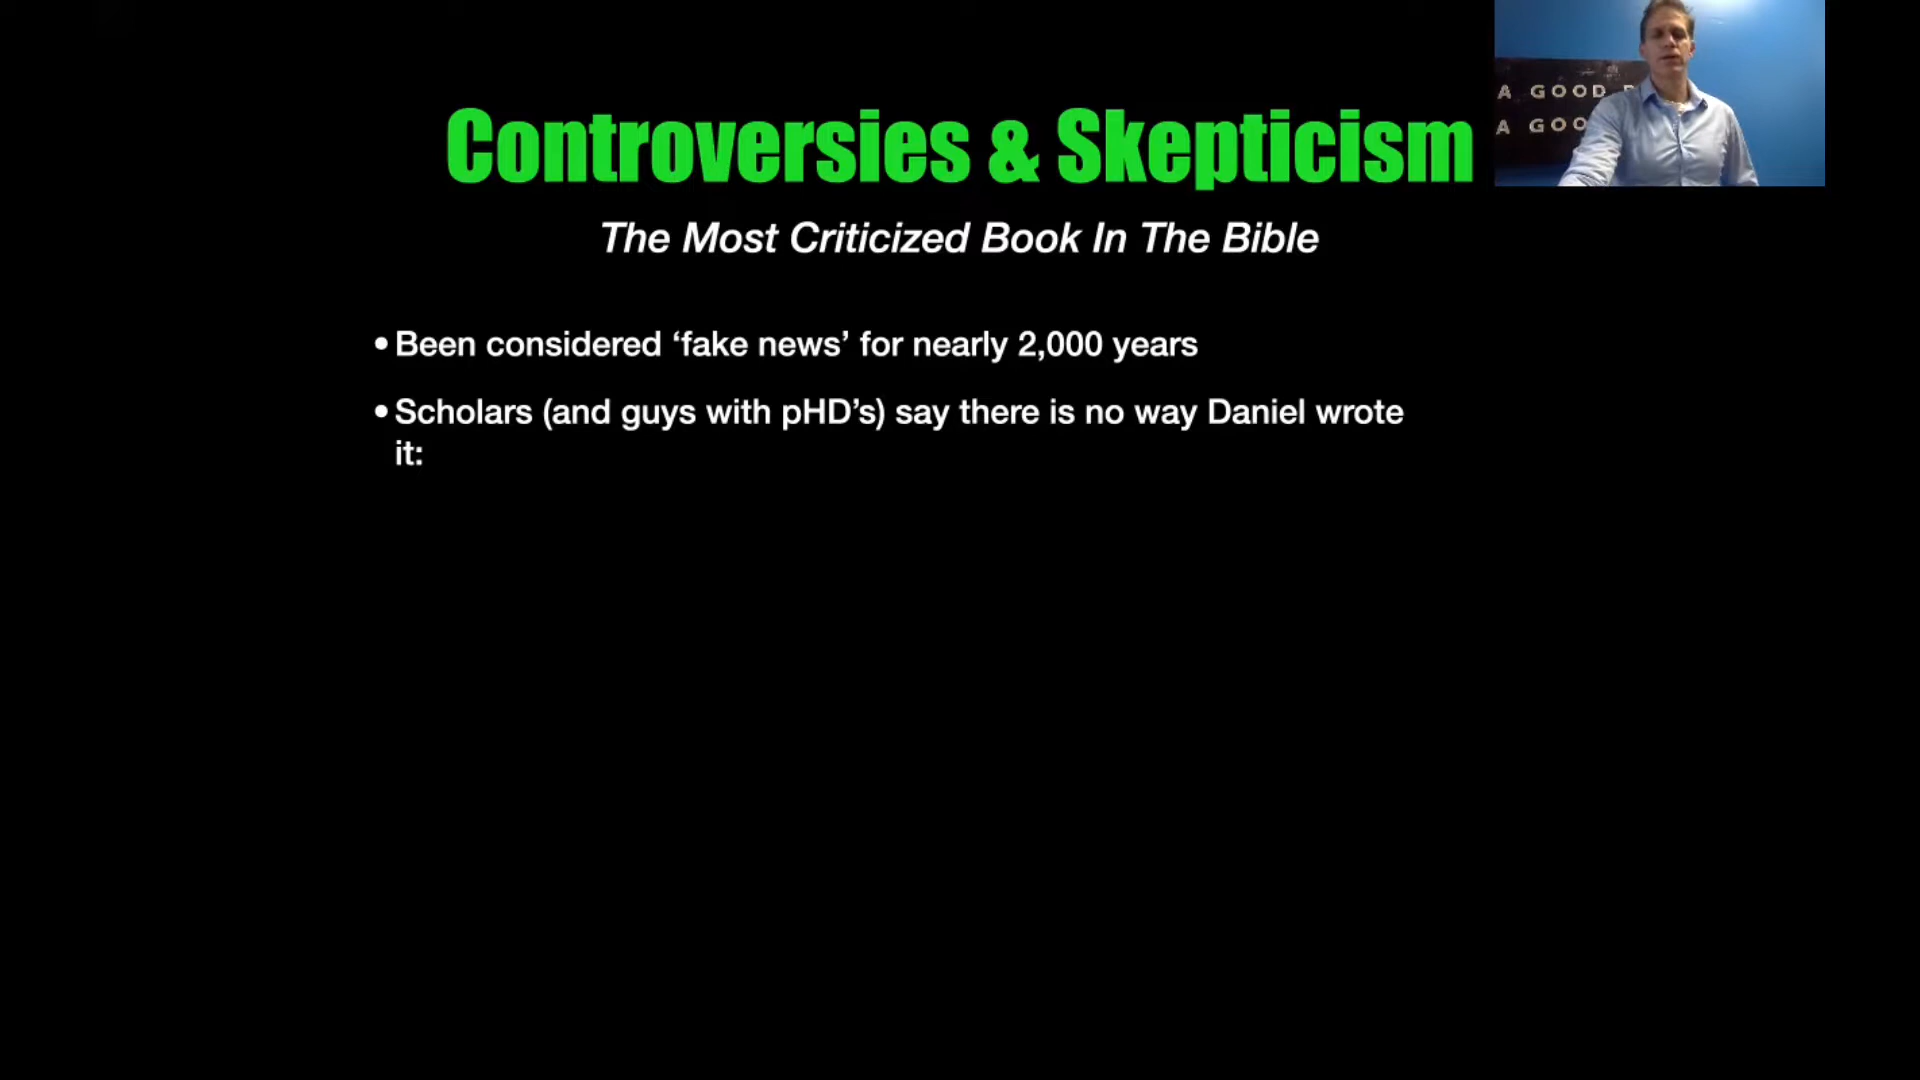 Controversies & Skepticism
The Most Criticized Book In The Bible
• Been considered ‘fake news’ for nearly 2,000 years
• Scholars (and guys with pHD’s) say there is no way Daniel wrote
it:
A GOOD
A GOO